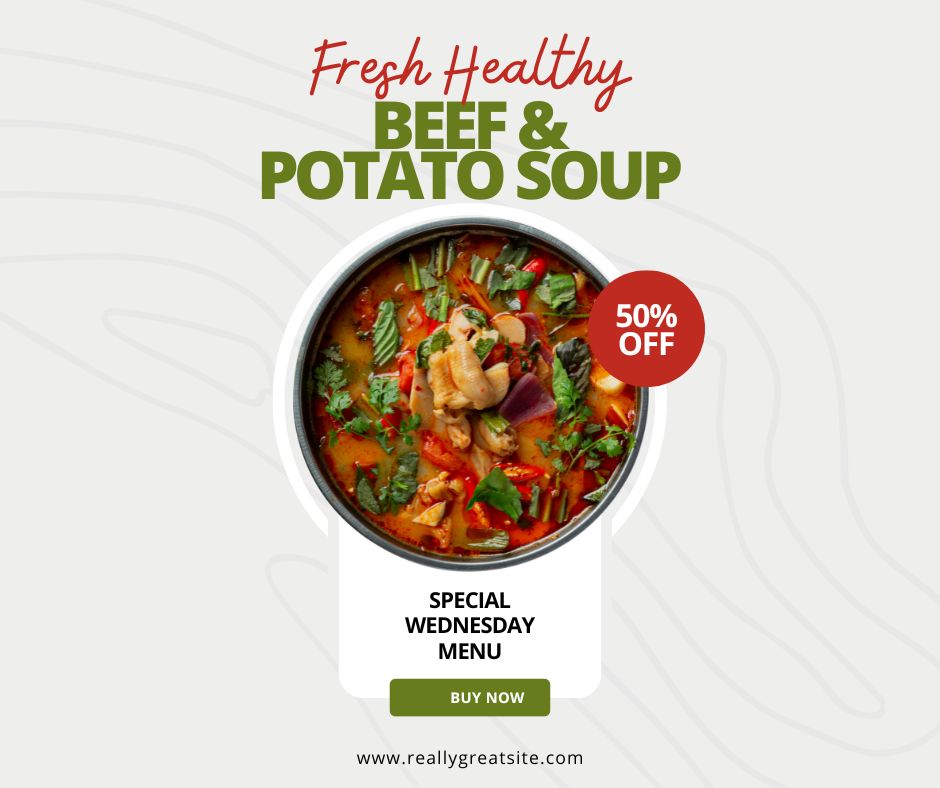 Fresh Healthy
BEEF &
POTATO SOUP
50%
OFF
SPECIAL
WEDNESDAY
MENU
BUY NOW
www.reallygreatsite.com